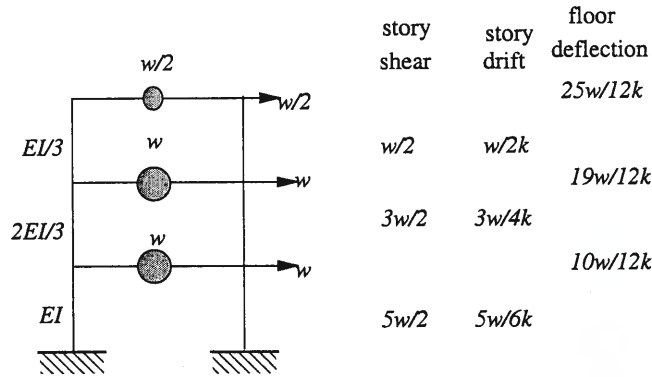 story shear
story drift
floor deflection
w/2
w/2
25w/12k
EI/3
w
w/2
w/2k
w
19w/12k
2EI/3
w
3w/2
3w/4k
w
10w/12k
EI
5w/2
5w/6k